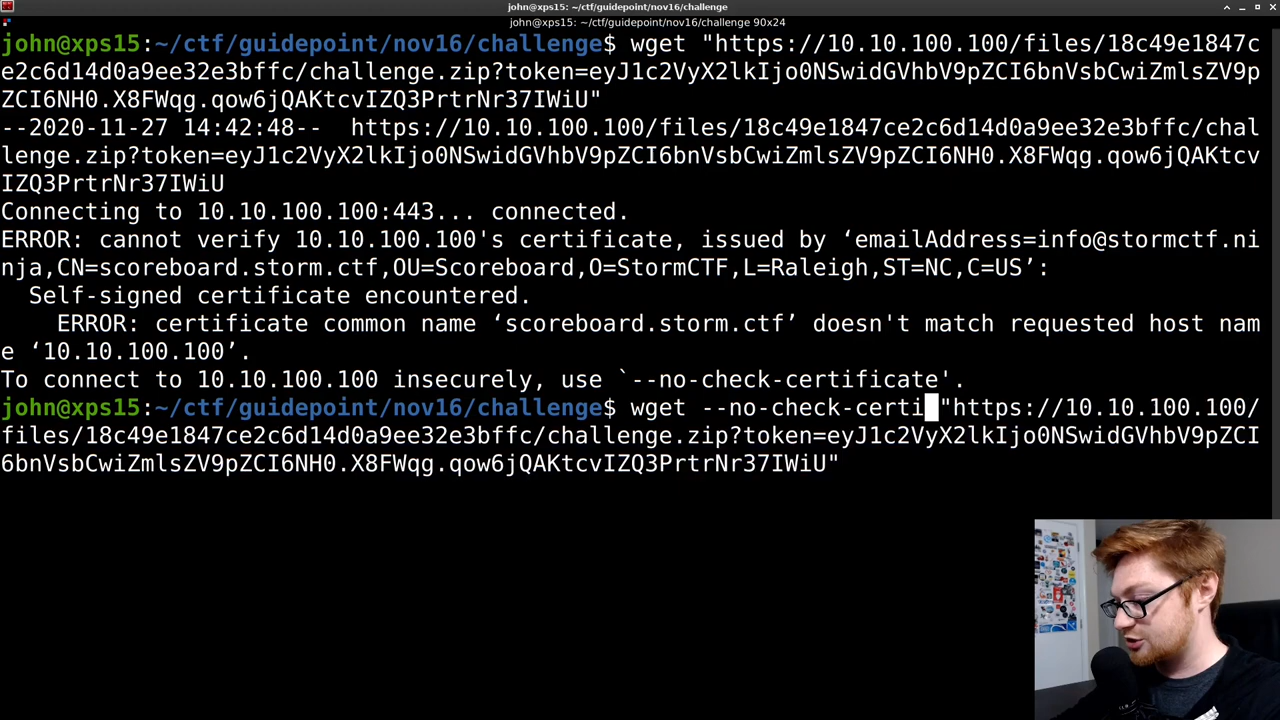 john@xps15: ~/ctf/guidepoint/nov16/challenge
john@xps15: ~/ctf/guidepoint/nov16/challenge 90x24
john@xps15:~/ctf/guidepoint/nov16/challenge$ wget "https://10.10.100.100/files/18c49e1847c
e2c6d14d0a9ee32e3bffc/challenge.zip?token=eyJ1c2VyX2lkIjo0NSwidGVhbV9pZCI6bnVsbCwiZmlsZV9p
ZCI6NH0.X8FWqg.qow6jQAKtcvIZQ3PrtrNr37IWiU"
--2020-11-27 14:42:48--  https://10.10.100.100/files/18c49e1847ce2c6d14d0a9ee32e3bffc/chal
lenge.zip?token=eyJ1c2VyX2lkIjo0NSwidGVhbV9pZCI6bnVsbCwiZmlsZV9pZCI6NH0.X8FWqg.qow6jQAKtcv
IZQ3PrtrNr37IWiU
Connecting to 10.10.100.100:443... connected.
ERROR: cannot verify 10.10.100.100's certificate, issued by ‘emailAddress=info@stormctf.ni
nja,CN=scoreboard.storm.ctf,OU=Scoreboard,O=StormCTF,L=Raleigh,ST=NC,C=US’:
  Self-signed certificate encountered.
    ERROR: certificate common name ‘scoreboard.storm.ctf’ doesn't match requested host nam
e ‘10.10.100.100’.
To connect to 10.10.100.100 insecurely, use `--no-check-certificate'.
john@xps15:~/ctf/guidepoint/nov16/challenge$ wget --no-check-certi "https://10.10.100.100/
files/18c49e1847ce2c6d14d0a9ee32e3bffc/challenge.zip?token=eyJ1c2VyX2lkIjo0NSwidGVhbV9pZCI
6bnVsbCwiZmlsZV9pZCI6NH0.X8FWqg.qow6jQAKtcvIZQ3PrtrNr37IWiU"